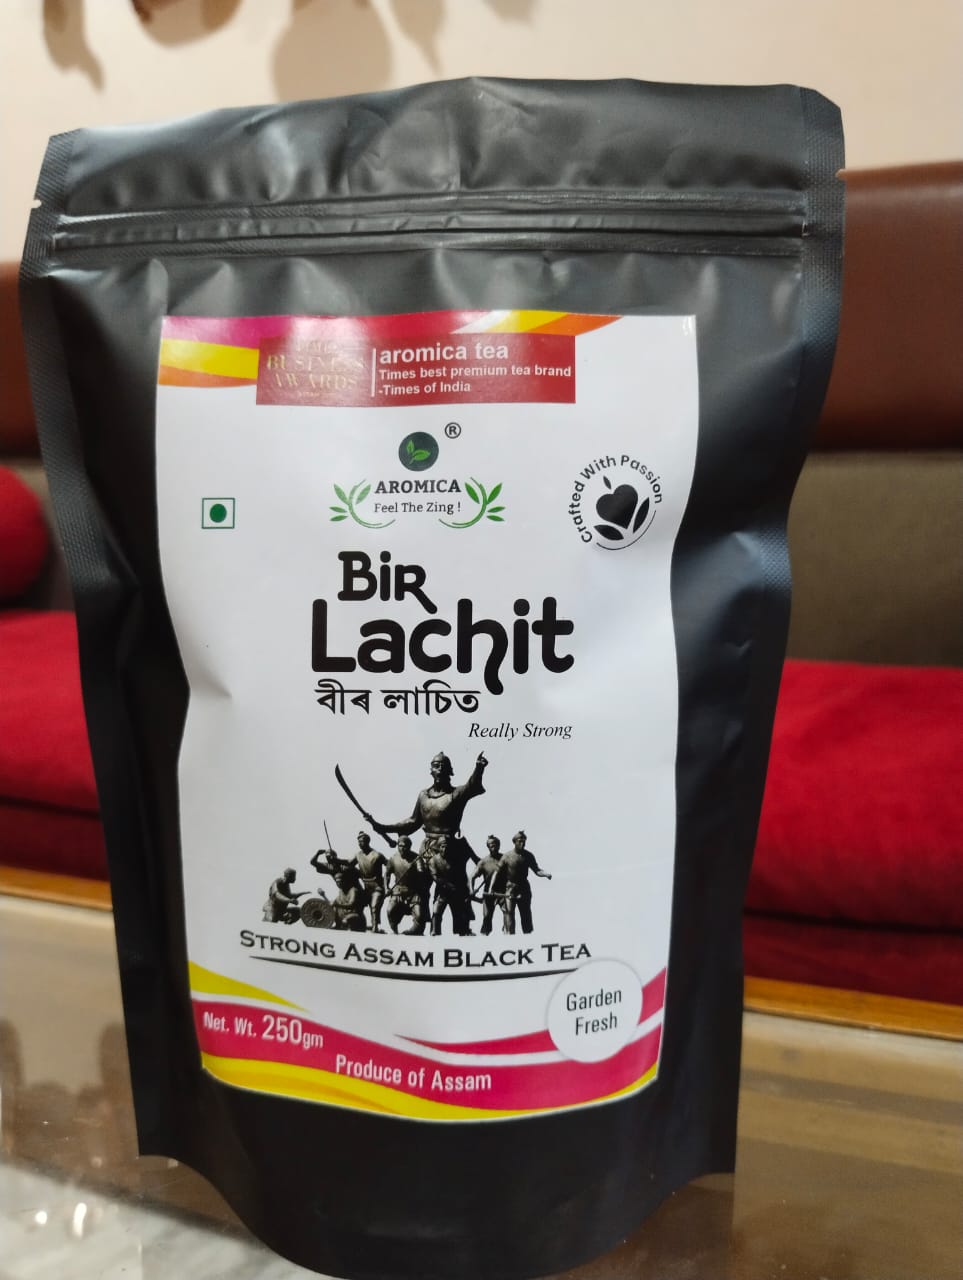 TIMES
BUSINESS
AWARDS
aromica tea
Times best premium tea brand
-Times of India
®
AROMICA
Feel The Zing !
Crafted With Passion
Bir
Lachit
বীৰ লাচিত
Really Strong
STRONG ASSAM BLACK TEA
Garden
Fresh
Net. Wt. 250gm
Produce of Assam